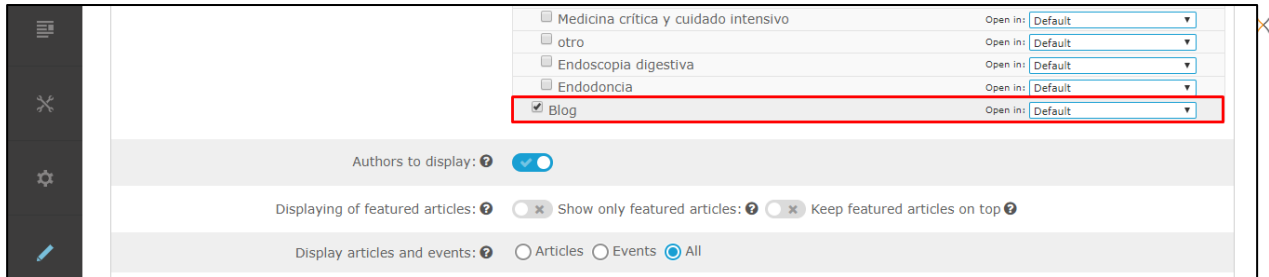 Medicina crítica y cuidado intensivo Open in: Default
otro Open in: Default
Endoscopia digestiva Open in: Default
Endodoncia Open in: Default
Blog Open in: Default
Authors to display:
Displaying of featured articles: Show only featured articles: Keep featured articles on top
Display articles and events: Articles Events All